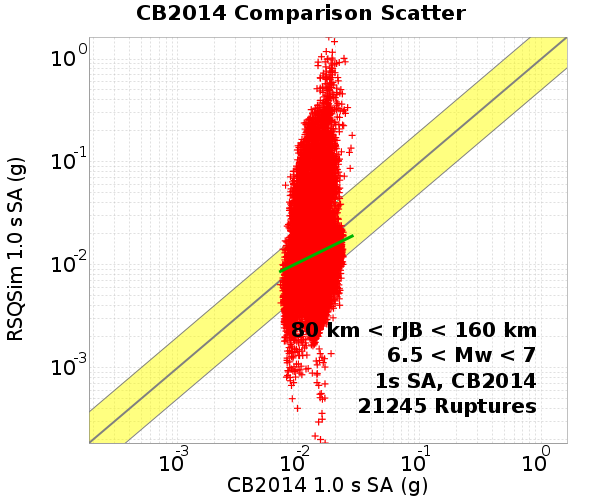 CB2014 Comparison Scatter
RSQSim 1.0 s SA (g)
10^0
10^-1
10^-2
10^-3
80 km < rJB < 160 km
6.5 < Mw < 7
1s SA, CB2014
21245 Ruptures
10^-3 10^-2 10^-1 10^0
CB2014 1.0 s SA (g)